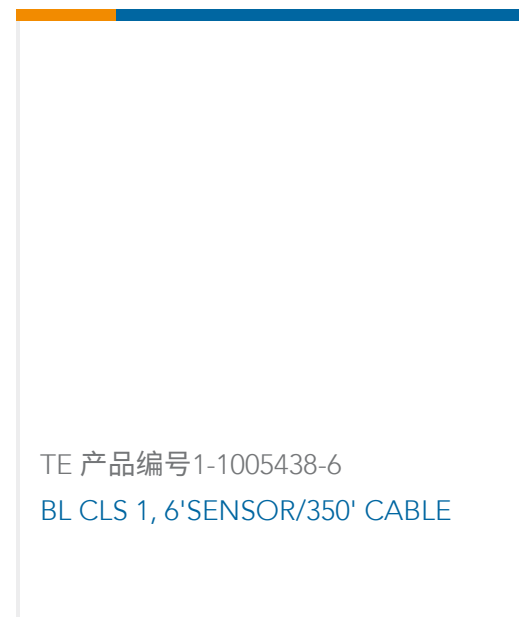 TE 产品编号1-1005438-6
BL CLS 1, 6'SENSOR/350' CABLE